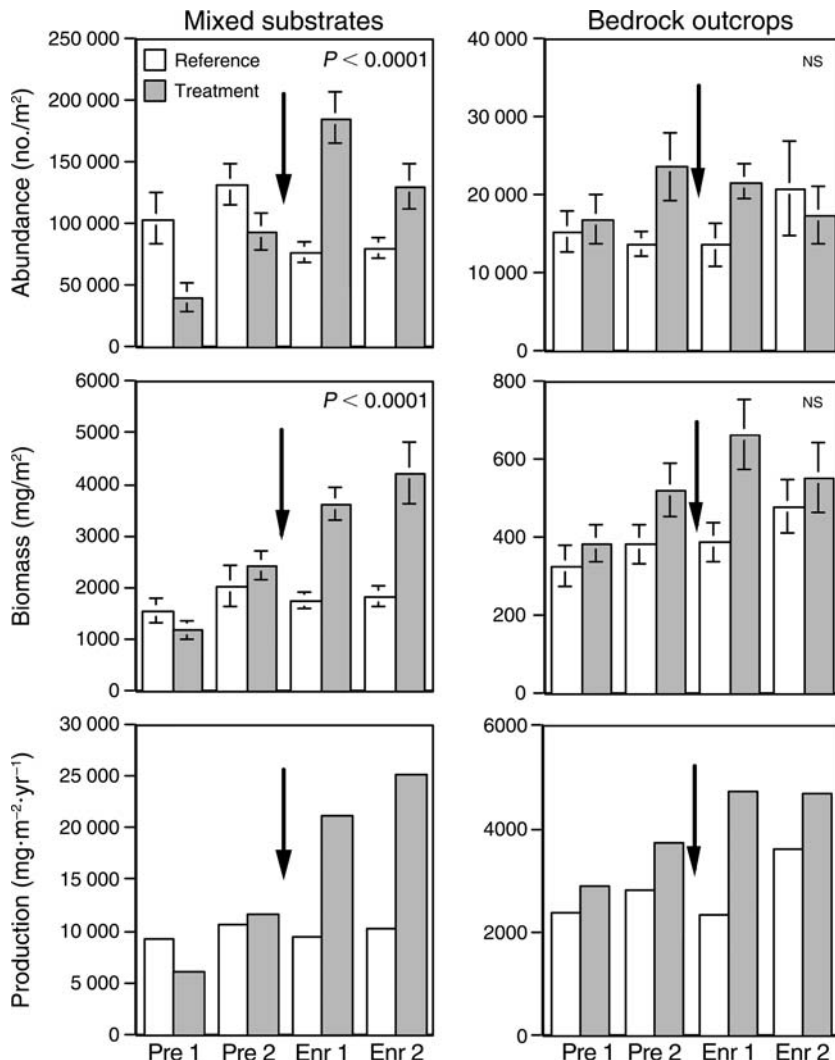 Mixed substrates
Bedrock outcrops
Abundance (no./m²)
250 000
200 000
150 000
100 000
50 000
0
Reference
Treatment
P < 0.0001
40 000
30 000
20 000
10 000
0
NS
Biomass (mg/m²)
6000
5000
4000
3000
2000
1000
0
P < 0.0001
800
600
400
200
0
NS
Production (mg·m⁻²·yr⁻¹)
30 000
25 000
20 000
15 000
10 000
5 000
0
6000
4000
2000
0
Pre 1 Pre 2 Enr 1 Enr 2
Pre 1 Pre 2 Enr 1 Enr 2